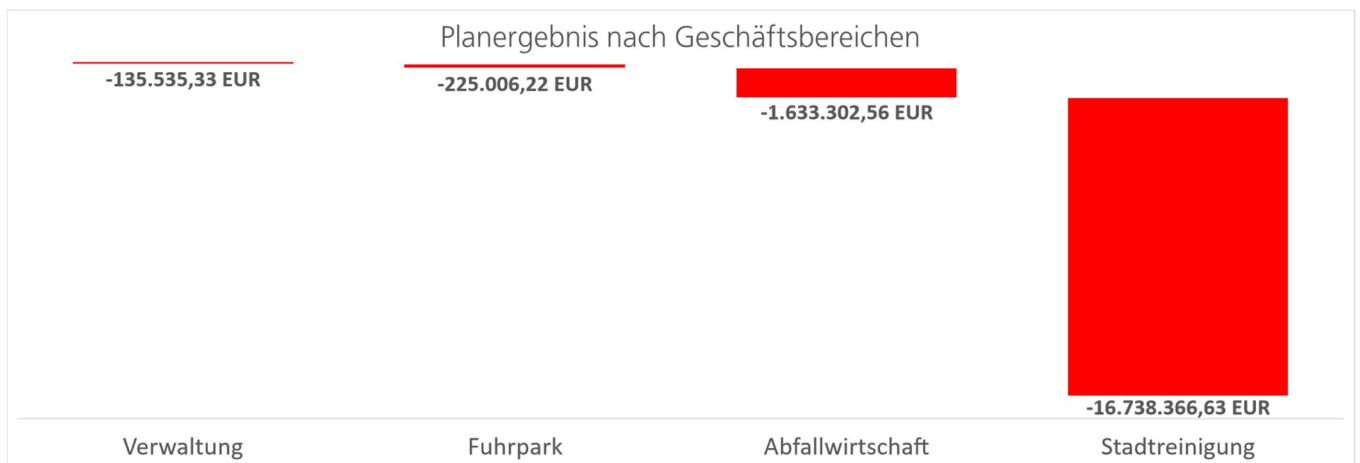 Planergebnis nach Geschäftsbereichen
-135.535,33 EUR
-225.006,22 EUR
-1.633.302,56 EUR
-16.738.366,63 EUR
Verwaltung
Fuhrpark
Abfallwirtschaft
Stadtreinigung